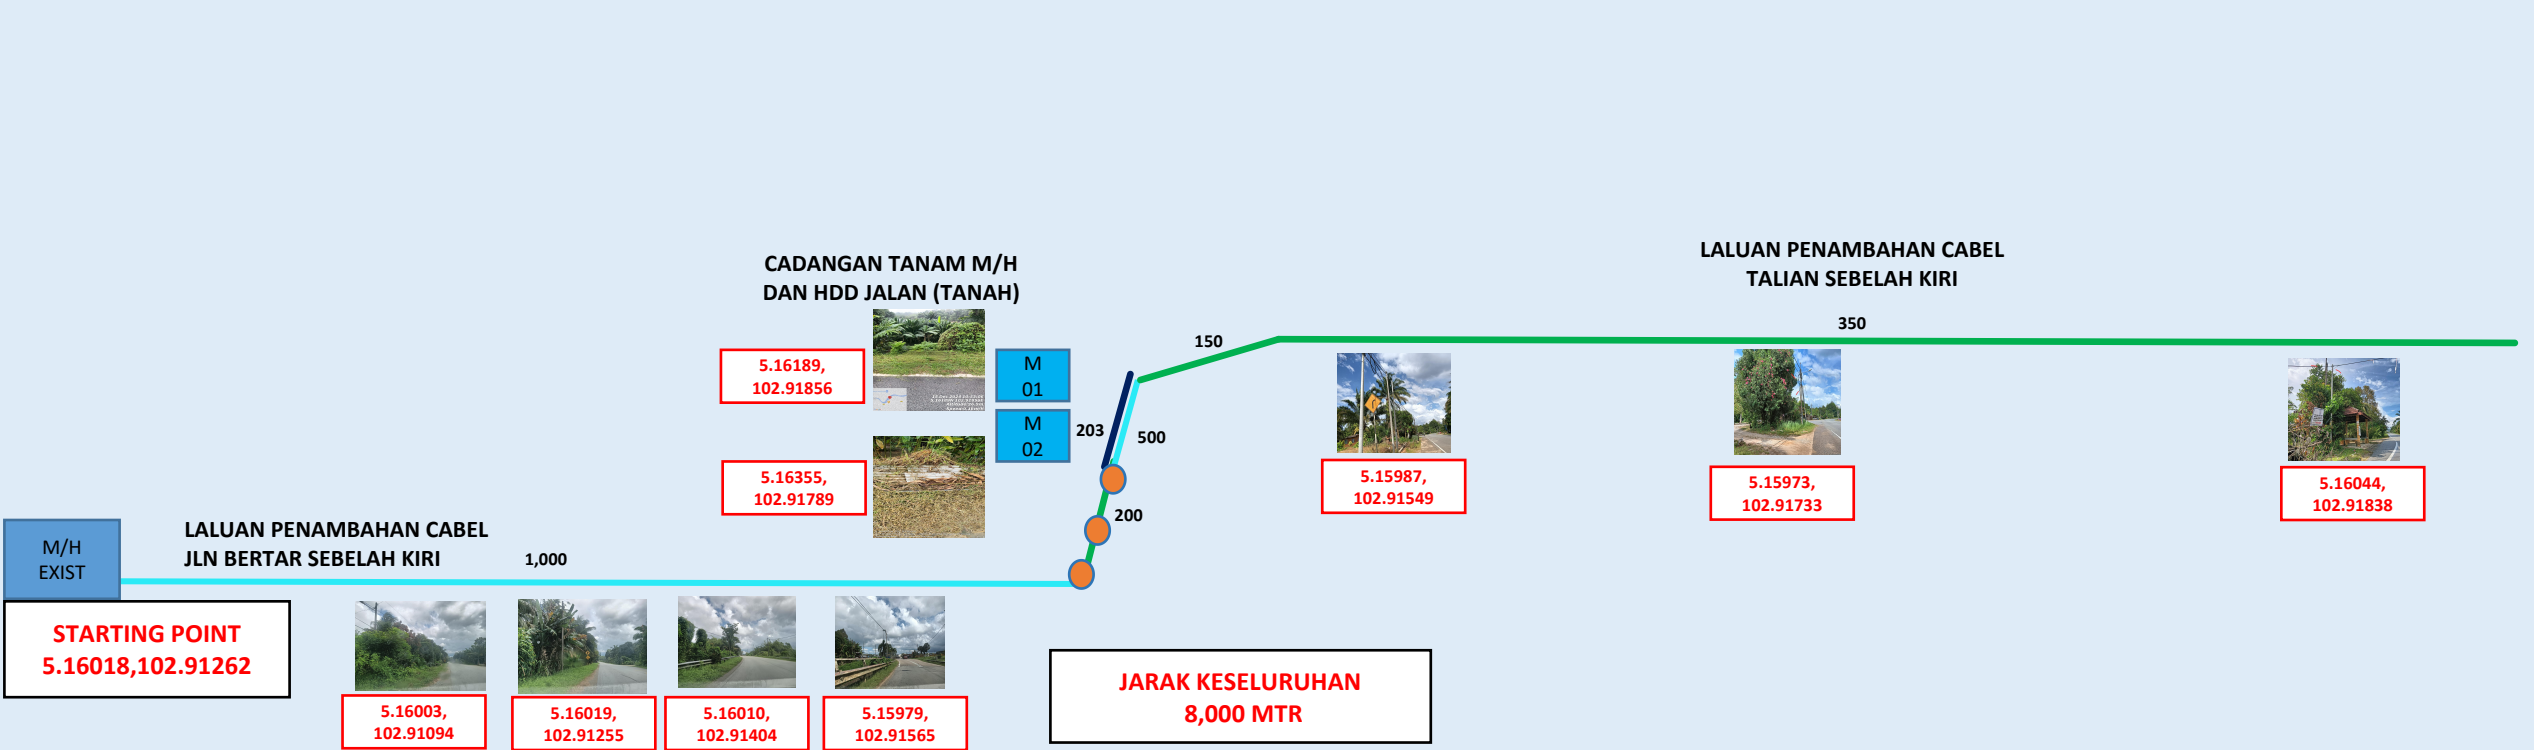 LALUAN PENAMBAHAN CABEL
TALIAN SEBELAH KIRI
CADANGAN TANAM M/H
DAN HDD JALAN (TANAH)
350
150
5.16189,
102.91856
M
01
M
02
203
500
5.16355,
102.91789
200
5.15987,
102.91549
5.15973,
102.91733
5.16044,
102.91838
M/H
EXIST
LALUAN PENAMBAHAN CABEL
JLN BERTAR SEBELAH KIRI
1,000
STARTING POINT
5.16018,102.91262
5.16003,
102.91094
5.16019,
102.91255
5.16010,
102.91404
5.15979,
102.91565
JARAK KESELURUHAN
8,000 MTR